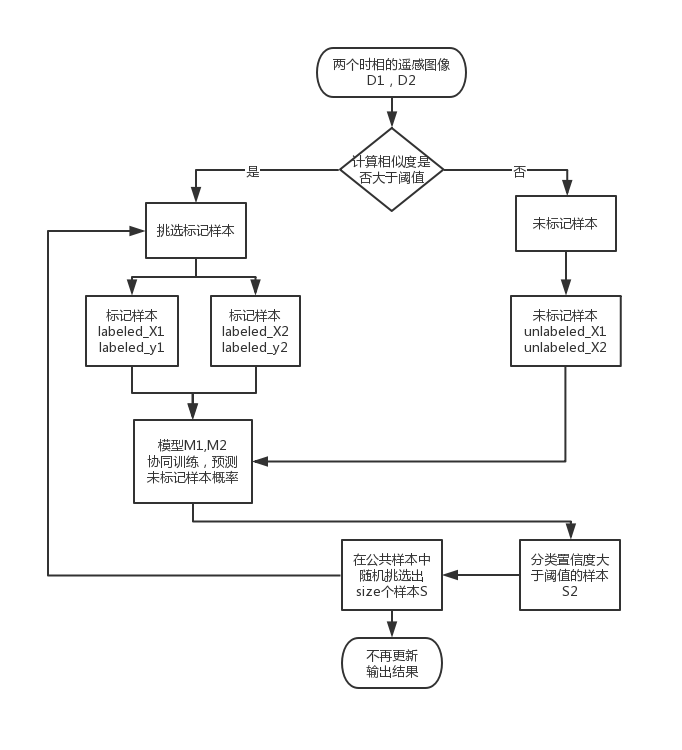 两个时相的遥感图像
D1，D2
计算相似度是
否大于阈值
是
否
挑选标记样本
未标记样本
标记样本
labeled_X1
labeled_y1
标记样本
labeled_X2
labeled_y2
未标记样本
unlabeled_X1
unlabeled_X2
模型M1,M2
协同训练，预测
未标记样本概率
在公共样本中
随机挑选出
size个样本S
分类置信度大
于阈值的样本
S2
不再更新
输出结果